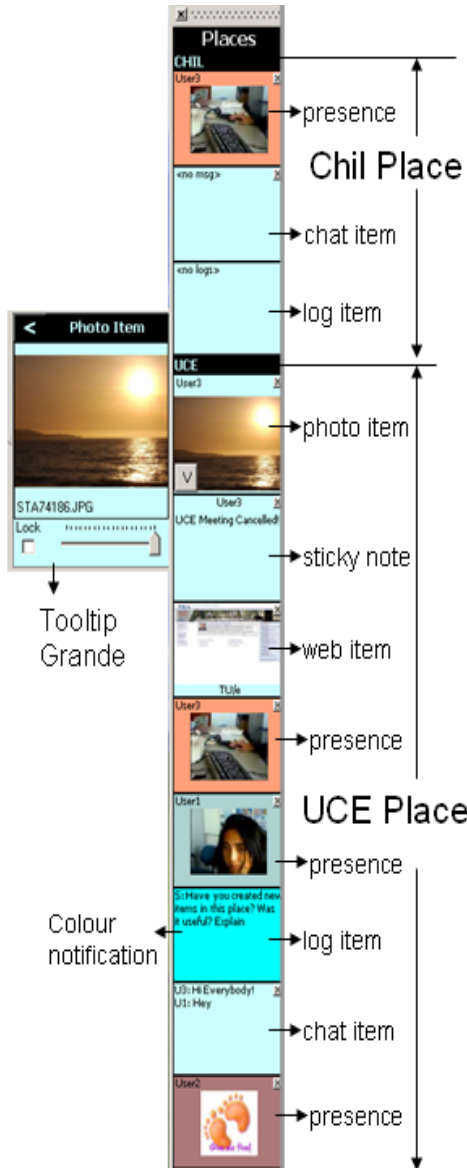 Places
CHIL
User3
presence
Chil Place
<no msg>
chat item
<no logs>
log item
< Photo Item
STA74186.JPG
Lock
Tooltip
Grande
UCE
User3
photo item
V
User3
UCE Meeting Cancelled!
sticky note
web item
TU/e
User3
presence
UCE Place
User1
presence
S: Have you created new
items in this place? Was
it useful? Explain
Colour
notification
log item
U3: Hi Everybody!
U1: Hey
chat item
User2
presence